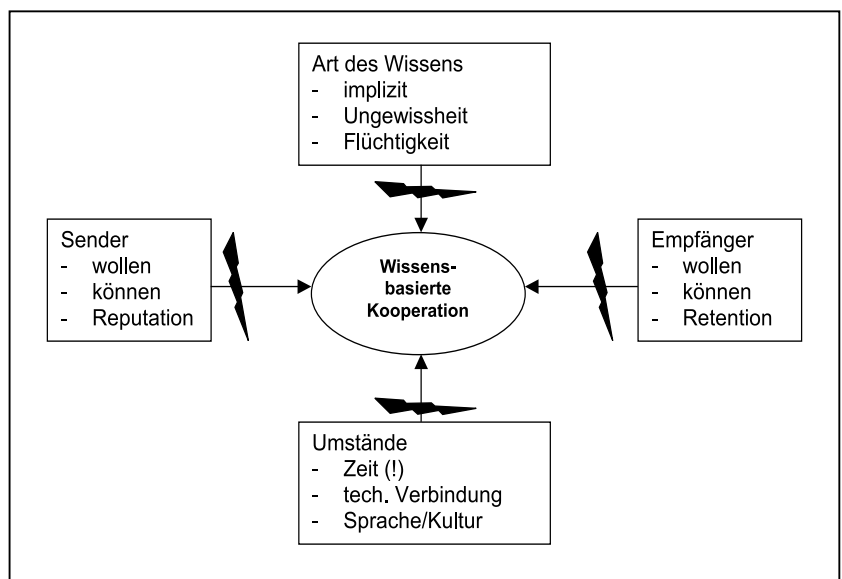 Art des Wissens
- implizit
- Ungewissheit
- Flüchtigkeit
Sender
- wollen
- können
- Reputation
Wissens-
basierte
Kooperation
Empfänger
- wollen
- können
- Retention
Umstände
- Zeit (!)
- tech. Verbindung
- Sprache/Kultur